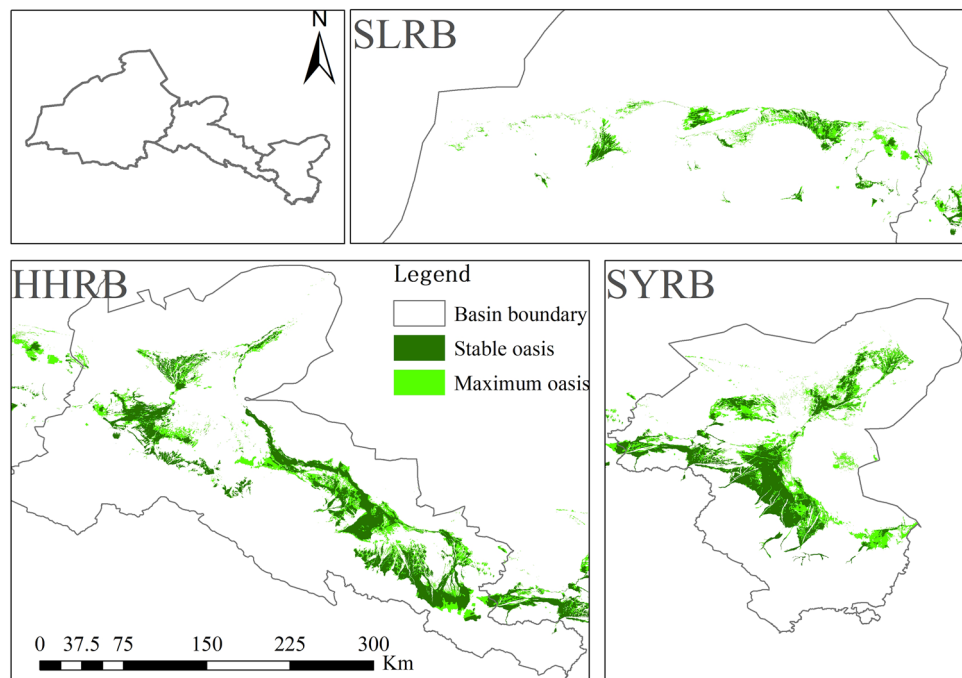 N
SLRB
HHRB
Legend
Basin boundary
Stable oasis
Maximum oasis
SYRB
0 37.5 75 150 225 300
Km